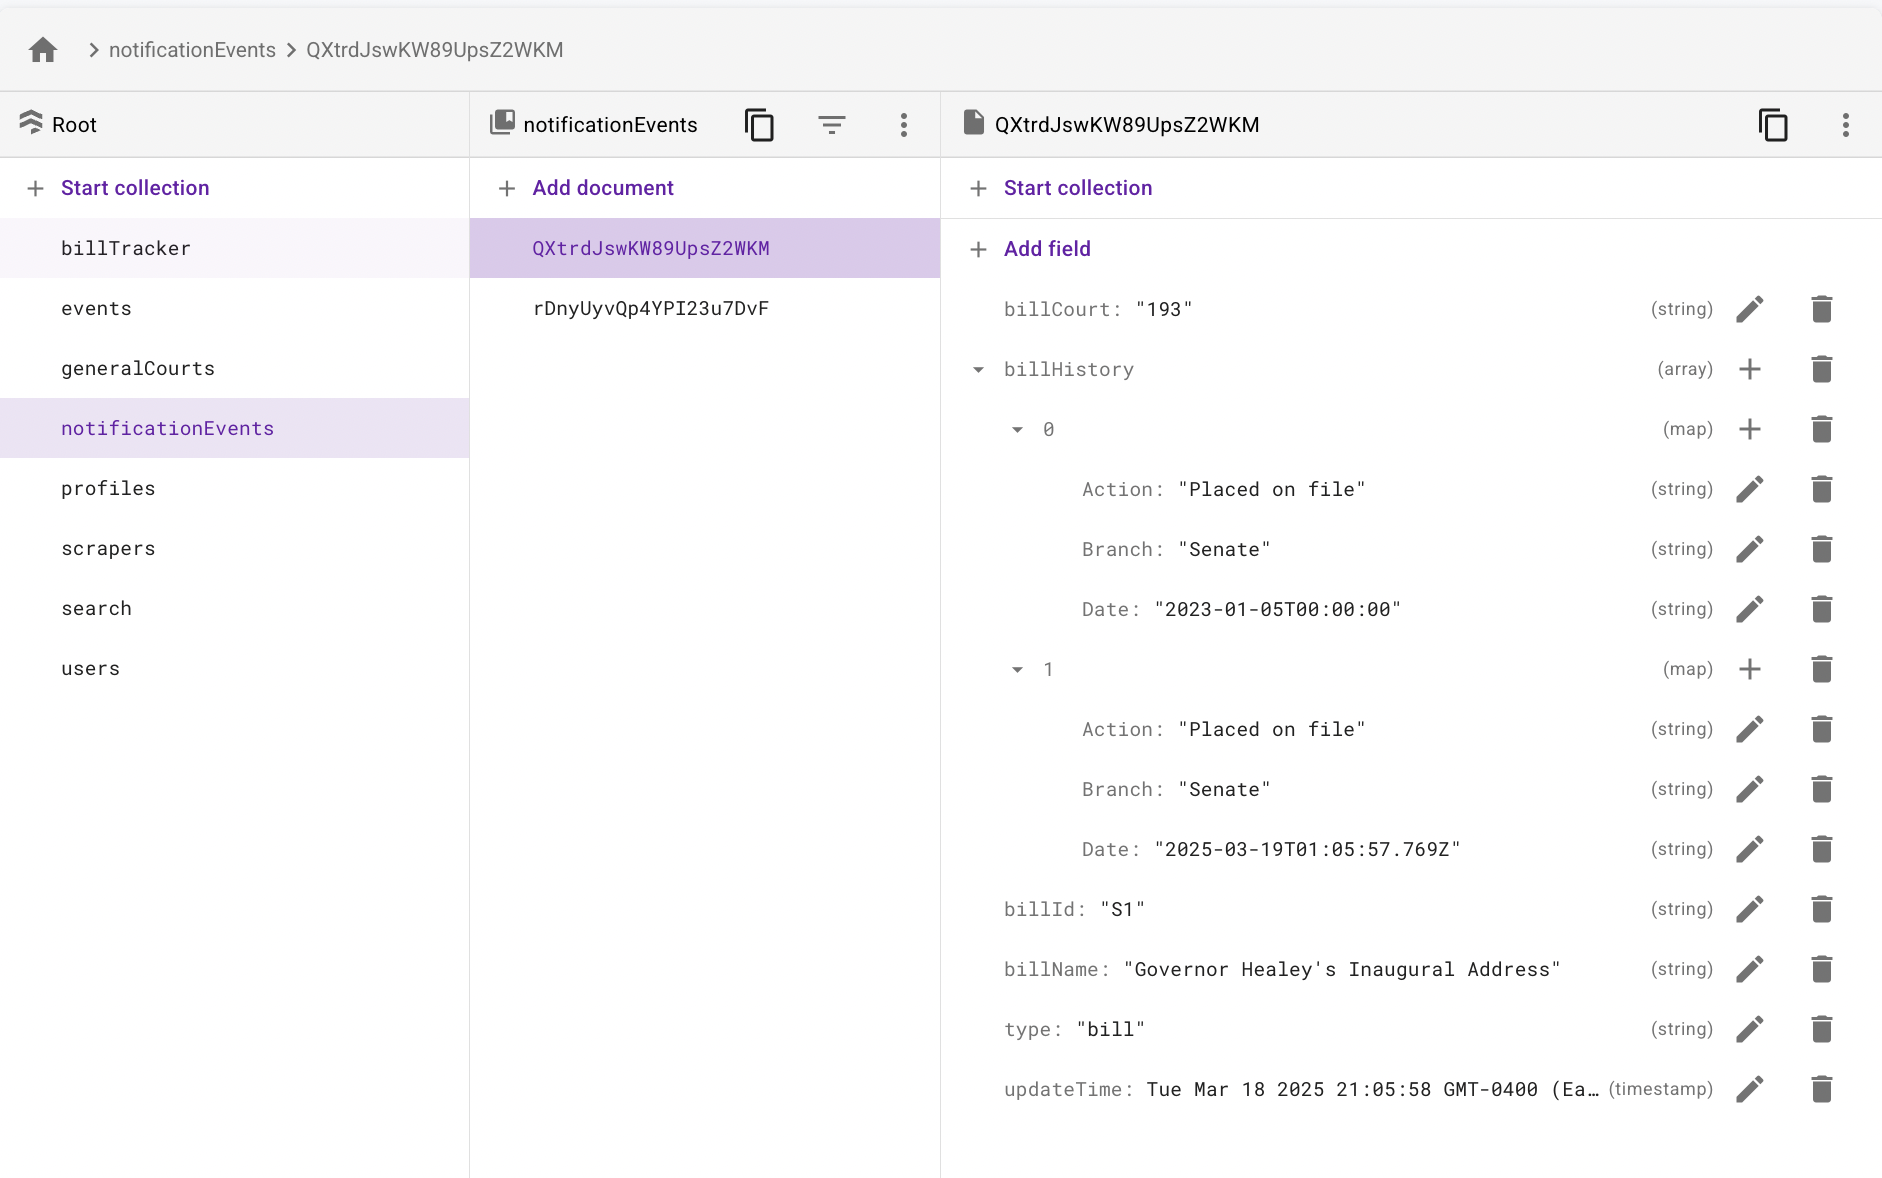 notificationEvents QXtrdJswKW89UpsZ2WKM
Root
Start collection
billTracker
events
generalCourts
notificationEvents
profiles
scrapers
search
users
notificationEvents
Add document
QXtrdJswKW89UpsZ2WKM
rDnyUyvQp4YPI23u7DvF
QXtrdJswKW89UpsZ2WKM
Start collection
Add field
billCourt: "193" (string)
billHistory (array)
0 (map)
Action: "Placed on file" (string)
Branch: "Senate" (string)
Date: "2023-01-05T00:00:00" (string)
1 (map)
Action: "Placed on file" (string)
Branch: "Senate" (string)
Date: "2025-03-19T01:05:57.769Z" (string)
billId: "S1" (string)
billName: "Governor Healey's Inaugural Address" (string)
type: "bill" (string)
updateTime: Tue Mar 18 2025 21:05:58 GMT-0400 (Ea… (timestamp)